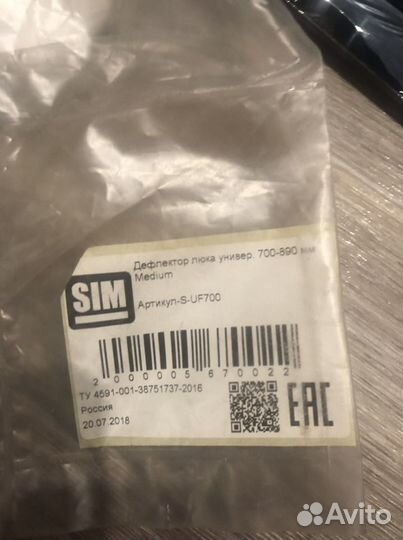 SIM
Дефлектор люка универ. 700-890 мм
Medium
Артикул-S-UF700
2 000005 670022
ТУ 4591-001-38751737-2016
Россия
20.07.2018
EAC
Avito